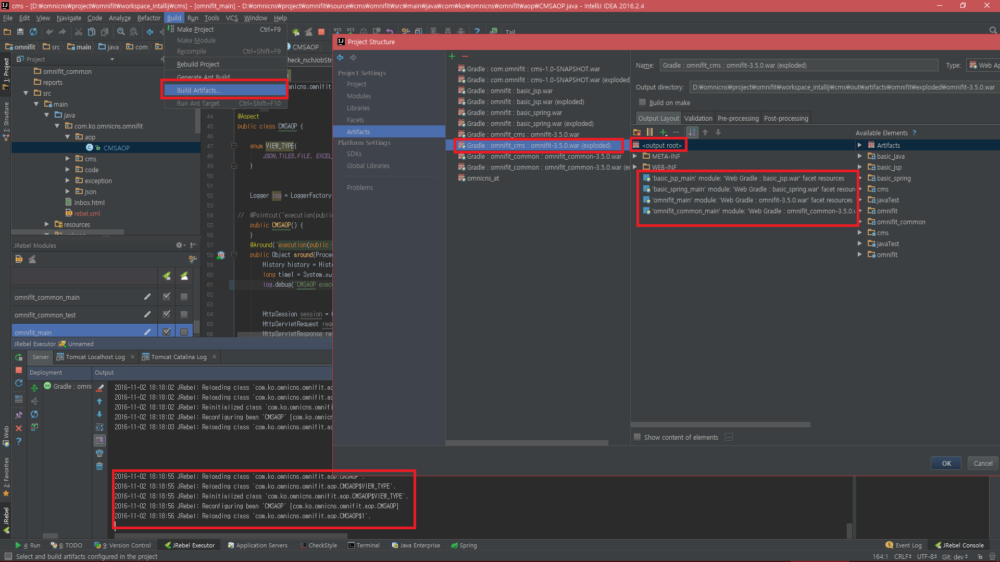 cms - [D:₩omnicns₩project₩omnifit₩workspace_intallij₩cms] - [omnifit_main] - D:₩omnicns₩project₩omnifit₩source₩cms₩omnifit₩src₩main₩java₩com₩ko₩omnicns₩omnifit₩aop₩CMSAOP.java - IntelliJ IDEA 2016.2.4
File Edit View Navigate Code Analyze Refactor Build Run Tools VCS Window Help
Make Project Ctrl+F9
Make Module
Recompile Ctrl+Shift+F9
Rebuild Project
Generate Ant Build...
Build Artifacts...
Run Ant Target Ctrl+Shift+F10
VCS VCS Tail
omnifit src main java com CMSAOP
Project
omnifit_common
reports
src
main
java
com.ko.omnicns.omnifit
aop
CMSAOP
cms
code
exception
json
inbox.html
rebel.xml
resources
1: Project
7: Structure
Web
2: Favorites
JRebel
heck_rschJobStr
mnicns.omnifit
44 @Aspect
45 public class CMSAOP {
46
47 enum VIEW_TYPE{
48 JSON,TILES,FILE, EXCEL
49 }
50
51
52 Logger log = LoggerFactory
53
54 // @Pointcut("execution(public
55 public CMSAOP() {
56 }
57 @Around("execution(public
58 public Object around(Proce
59 History history = Hist
60 long time1 = System.cu
61 log.debug("CMSAOP exec
62
63
64 HttpSession session =
65 HttpServletRequest requ
66 HttpServletResponse res
JRebel Modules
omnifit_common_main
omnifit_common_test
omnifit_main
JRebel Executor Unnamed
Server Tomcat Localhost Log Tomcat Catalina Log
Deployment Output
Gradle : omni
2016-11-02 18:18:02 JRebel: Reloading class 'com.ko.omnicns.omnifit.ao
2016-11-02 18:18:02 JRebel: Reloading class 'com.ko.omnicns.omnifit.ao
2016-11-02 18:18:02 JRebel: Reinitialized class 'com.ko.omnicns.omnifi
2016-11-02 18:18:02 JRebel: Reconfiguring bean 'CMSAOP' [com.ko.omnicn
2016-11-02 18:18:03 JRebel: Reloading class 'com.ko.omnicns.omnifit.ao
2016-11-02 18:18:55 JRebel: Reloading class 'com.ko.omnicns.omnifit.aop.CMSAOP'.
2016-11-02 18:18:55 JRebel: Reloading class 'com.ko.omnicns.omnifit.aop.CMSAOP$VIEW_TYPE'.
2016-11-02 18:18:55 JRebel: Reinitialized class 'com.ko.omnicns.omnifit.aop.CMSAOP$VIEW_TYPE'.
2016-11-02 18:18:56 JRebel: Reconfiguring bean 'CMSAOP' [com.ko.omnicns.omnifit.aop.CMSAOP]
2016-11-02 18:18:56 JRebel: Reloading class 'com.ko.omnicns.omnifit.aop.CMSAOP$1'.
Project Structure
Project Settings
Project
Modules
Libraries
Facets
Artifacts
Platform Settings
SDKs
Global Libraries
Problems
Gradle : com.omnifit : cms-1.0-SNAPSHOT.war
Gradle : com.omnifit : cms-1.0-SNAPSHOT.war (exploded)
Gradle : omnifit : basic_jsp.war
Gradle : omnifit : basic_jsp.war (exploded)
Gradle : omnifit : basic_spring.war
Gradle : omnifit : basic_spring.war (exploded)
Gradle : omnifit_cms : omnifit-3.5.0.war
Gradle : omnifit_cms : omnifit-3.5.0.war (exploded)
Gradle : omnifit_common : omnifit_common-3.5.0.war
Gradle : omnifit_common : omnifit_common-3.5.0.war (ex
omnicns_at
Name: Gradle : omnifit_cms : omnifit-3.5.0.war (exploded) Type: Web Ap
Output directory: D:₩omnicns₩project₩omnifit₩workspace_intallij₩cms₩out₩artifacts₩omnifit₩exploded₩omnifit-3.5.0.war
Build on make
Output Layout Validation Pre-processing Post-processing
<output root>
META-INF
WEB-INF
'basic_jsp_main' module: 'Web Gradle : basic_jsp.war' facet resources
'basic_spring_main' module: 'Web Gradle : basic_spring.war' facet resour
'omnifit_main' module: 'Web Gradle : omnifit-3.5.0.war' facet resources
'omnifit_common_main' module: 'Web Gradle : omnifit_common-3.5.0.w
Available Elements ?
Artifacts
basic_java
basic_jsp
basic_spring
cms
javaTest
omnifit
omnifit_common
cms
javaTest
omnifit
Show content of elements ...
OK Cancel
4: Run 6: TODO 9: Version Control JRebel Executor Application Servers CheckStyle Terminal Java Enterprise Spring 5 Event Log JRebel Console
Select and build artifacts configured in the project 164:1 CRLF UTF-8 Git: dev